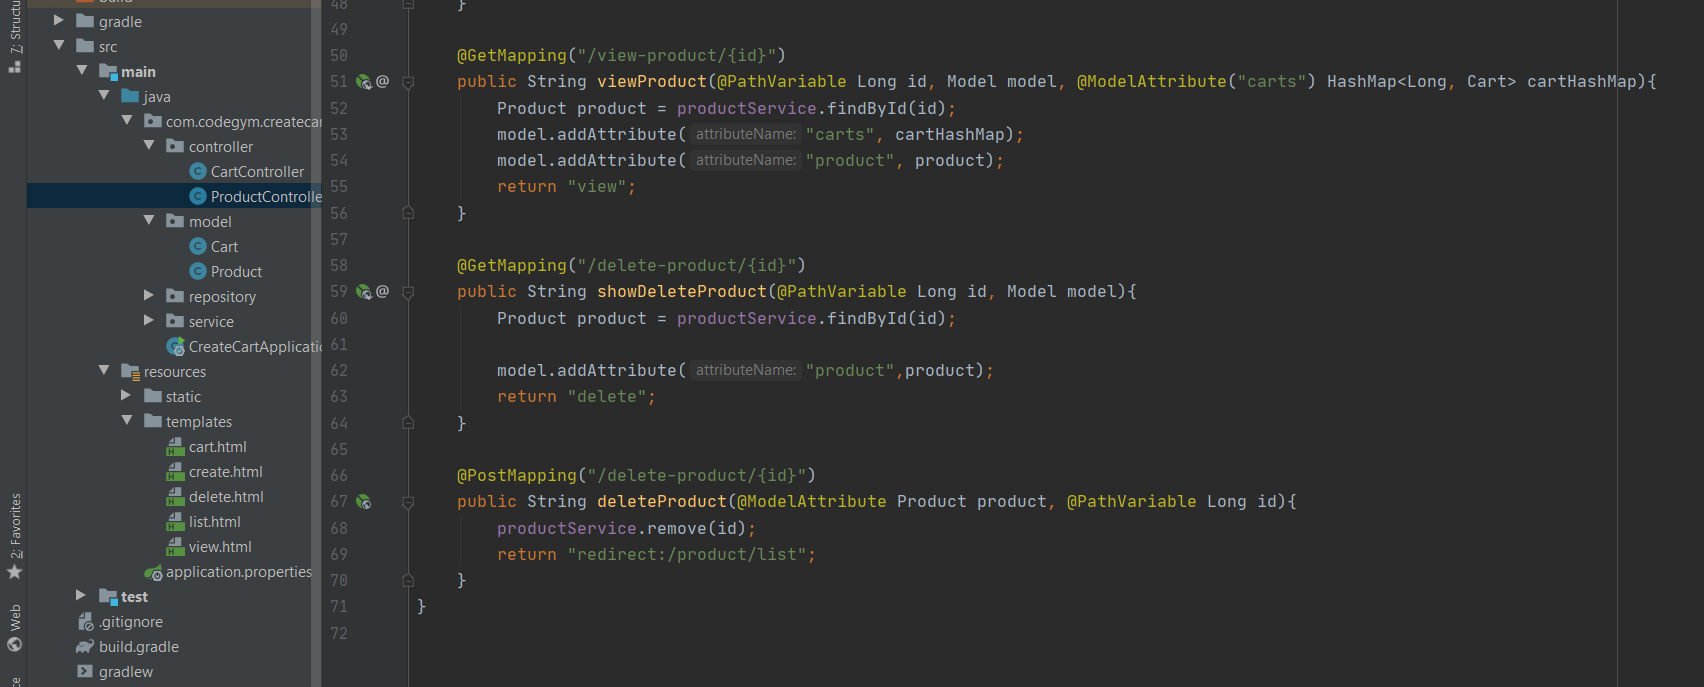 7: Structu
2: Favorites
Web
build
gradle
src
main
java
com.codegym.createcar
controller
CartController
ProductControlle
model
Cart
Product
repository
service
CreateCartApplicatio
resources
static
templates
cart.html
create.html
delete.html
list.html
view.html
application.properties
test
.gitignore
build.gradle
gradlew
48 }
49
50 @GetMapping("/view-product/{id}")
51 @ public String viewProduct(@PathVariable Long id, Model model, @ModelAttribute("carts") HashMap<Long, Cart> cartHashMap){
52 Product product = productService.findById(id);
53 model.addAttribute( attributeName: "carts", cartHashMap);
54 model.addAttribute( attributeName: "product", product);
55 return "view";
56 }
57
58 @GetMapping("/delete-product/{id}")
59 @ public String showDeleteProduct(@PathVariable Long id, Model model){
60 Product product = productService.findById(id);
61
62 model.addAttribute( attributeName: "product",product);
63 return "delete";
64 }
65
66 @PostMapping("/delete-product/{id}")
67 public String deleteProduct(@ModelAttribute Product product, @PathVariable Long id){
68 productService.remove(id);
69 return "redirect:/product/list";
70 }
71 }
72